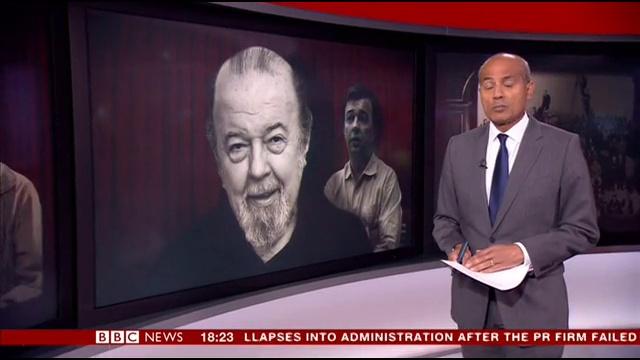 BBC NEWS 18:23 LLAPSES INTO ADMINISTRATION AFTER THE PR FIRM FAILED